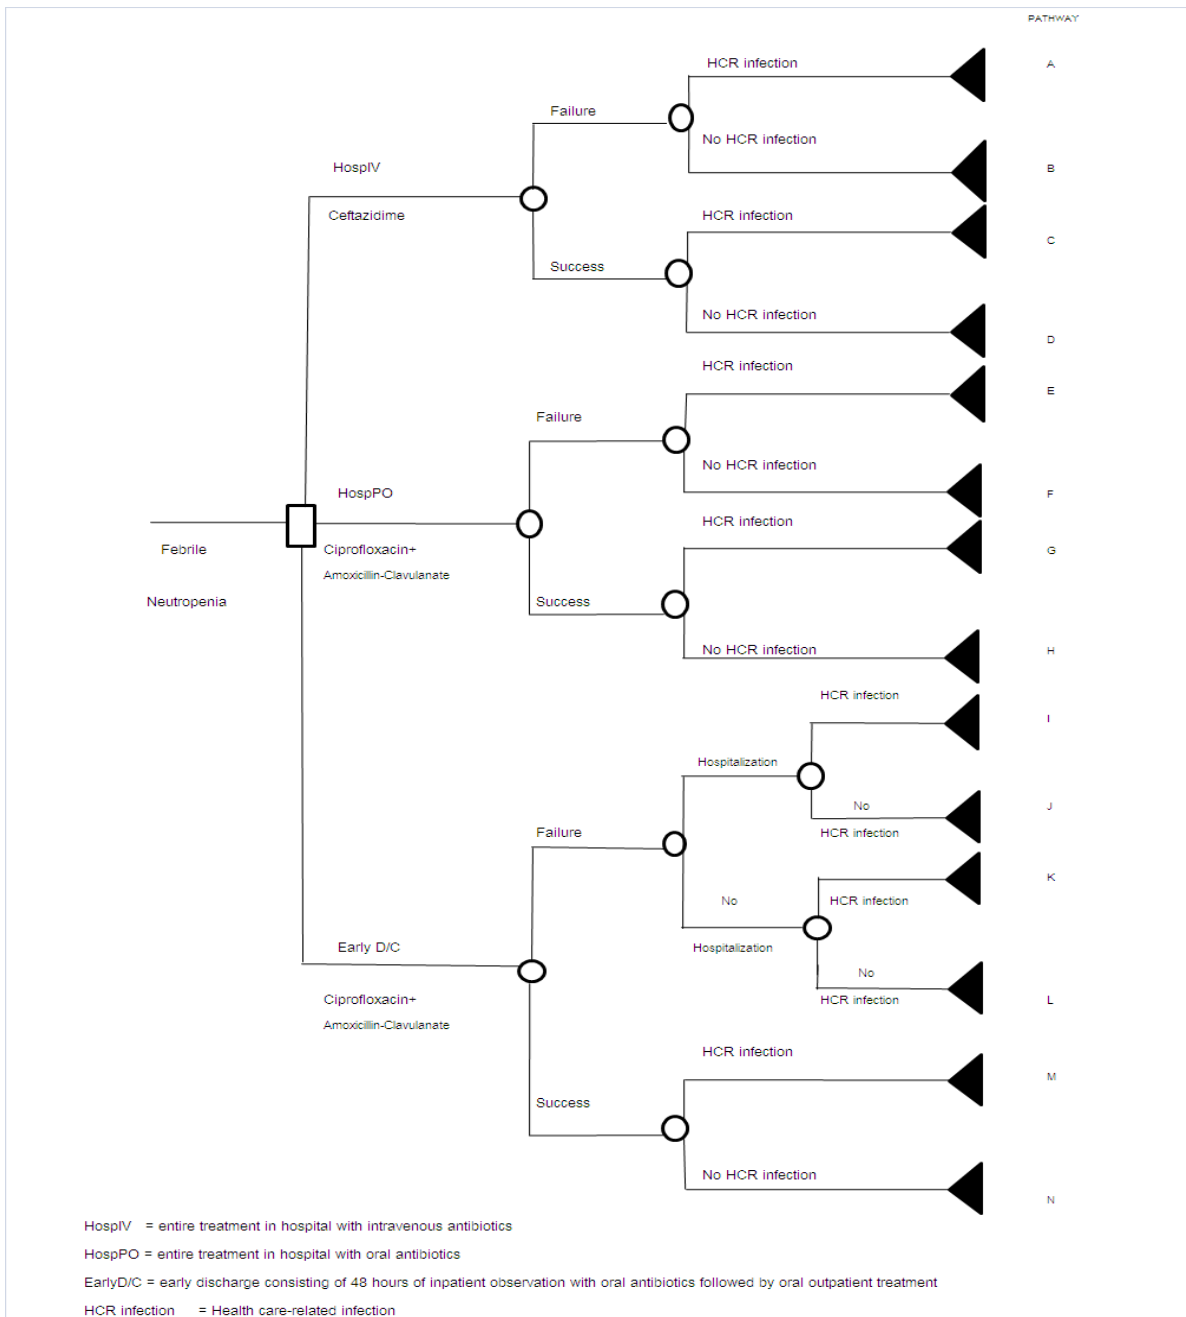 PATHWAY
HCR infection
A
Failure
No HCR infection
B
HospIV
Ceftazidime
HCR infection
C
Success
No HCR infection
D
HCR infection
E
Failure
No HCR infection
F
HospPO
HCR infection
G
Febrile
Neutropenia
Ciprofloxacin+
Amoxicillin-Clavulanate
Success
No HCR infection
H
HCR infection
I
Hospitalization
No
HCR infection
J
Failure
HCR infection
K
No
Hospitalization
No
HCR infection
L
Early D/C
Ciprofloxacin+
Amoxicillin-Clavulanate
HCR infection
M
Success
No HCR infection
N
HospIV = entire treatment in hospital with intravenous antibiotics
HospPO = entire treatment in hospital with oral antibiotics
EarlyD/C = early discharge consisting of 48 hours of inpatient observation with oral antibiotics followed by oral outpatient treatment
HCR infection = Health care-related infection